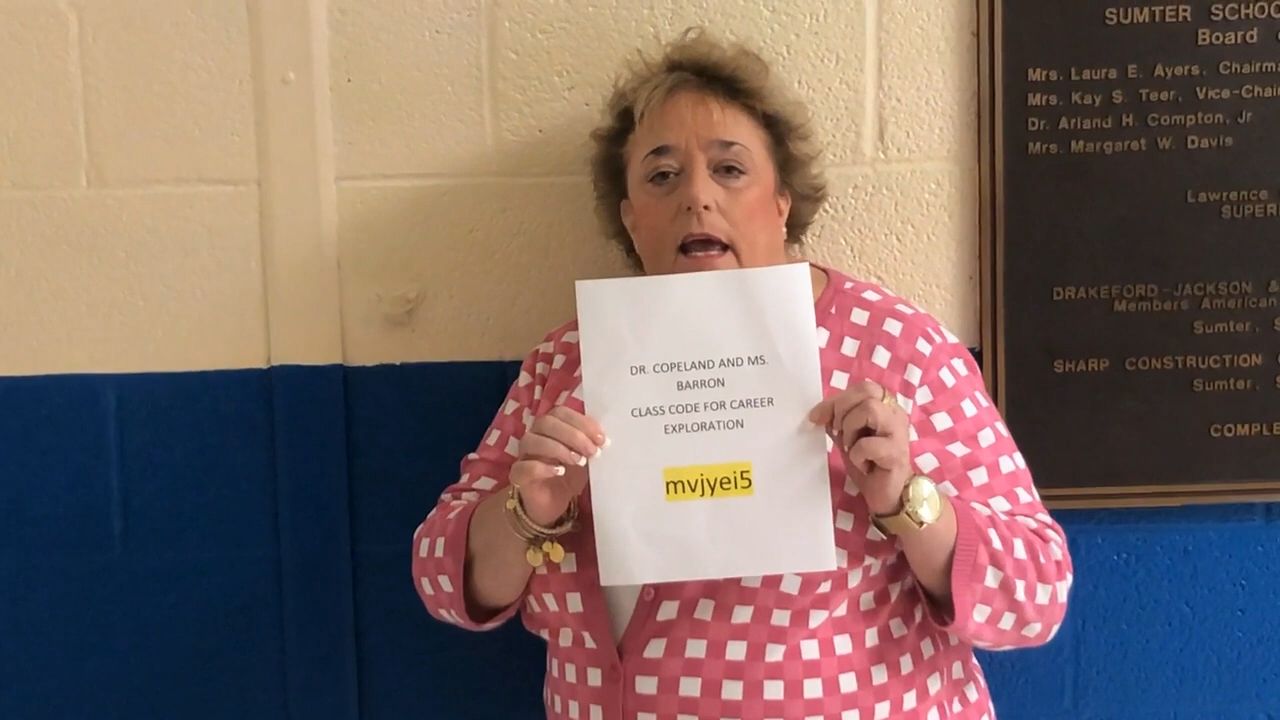 DR. COPELAND AND MS.
BARRON
CLASS CODE FOR CAREER
EXPLORATION
mvjyei5
SUMTER SCHOO
Board
Mrs. Laura E. Ayers, Chairma
Mrs. Kay S. Teer, Vice-Chair
Dr. Arland H. Compton, Jr
Mrs. Margaret W. Davis
Lawrence
SUPER
DRAKEFORD-JACKSON &
Members American
Sumter, S
SHARP CONSTRUCTION
Sumter, S
COMPLE